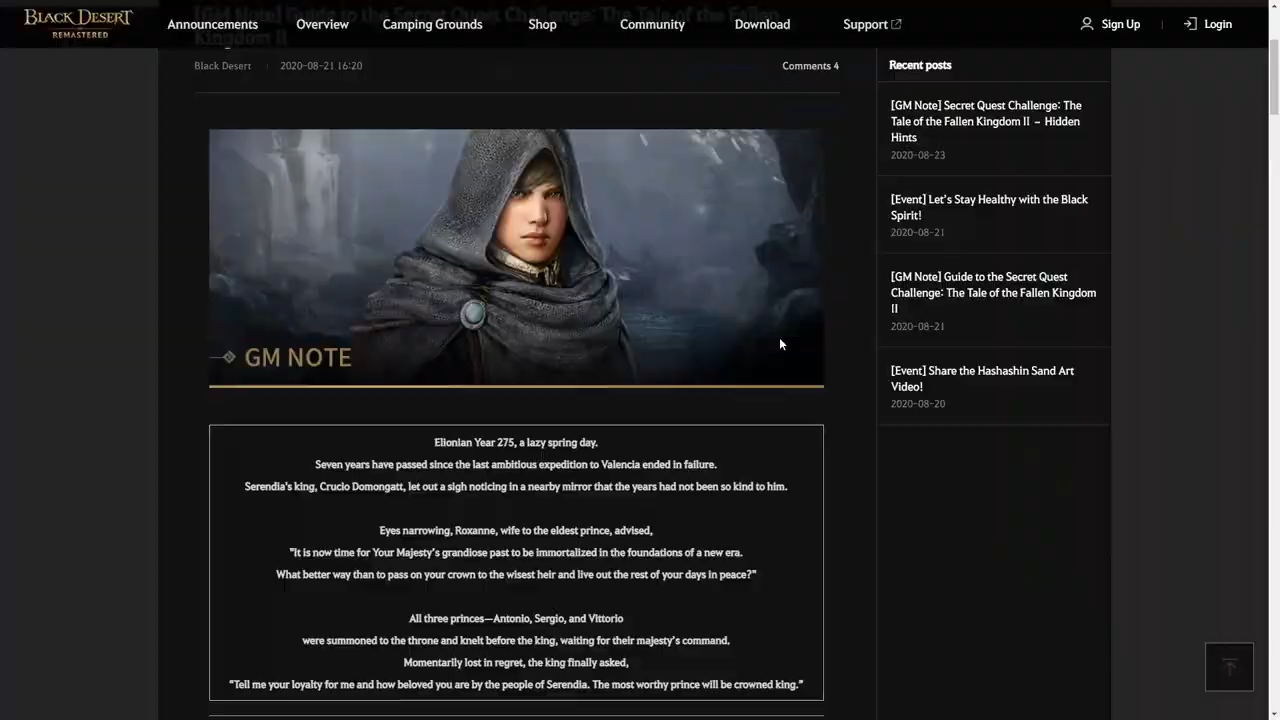 BLACK DESERT
REMASTERED
Announcements
Overview
Camping Grounds
Shop
Community
Download
Support
Sign Up
Login
[GM Note] Guide to the Secret Quest Challenge: The Tale of the Fallen
Kingdom II
Black Desert
2020-08-21 16:20
Comments 4
GM NOTE
Elionian Year 275, a lazy spring day.
Seven years have passed since the last ambitious expedition to Valencia ended in failure.
Serendia's king, Crucio Domongatt, let out a sigh noticing in a nearby mirror that the years had not been so kind to him.
Eyes narrowing, Roxanne, wife to the eldest prince, advised,
"It is now time for Your Majesty's grandiose past to be immortalized in the foundations of a new era.
What better way than to pass on your crown to the wisest heir and live out the rest of your days in peace?"
All three princes—Antonio, Sergio, and Vittorio
were summoned to the throne and knelt before the king, waiting for their majesty's command.
Momentarily lost in regret, the king finally asked,
"Tell me your loyalty for me and how beloved you are by the people of Serendia. The most worthy prince will be crowned king."
Recent posts
[GM Note] Secret Quest Challenge: The
Tale of the Fallen Kingdom II – Hidden
Hints
2020-08-23
[Event] Let's Stay Healthy with the Black
Spirit!
2020-08-21
[GM Note] Guide to the Secret Quest
Challenge: The Tale of the Fallen Kingdom
II
2020-08-21
[Event] Share the Hashashin Sand Art
Video!
2020-08-20